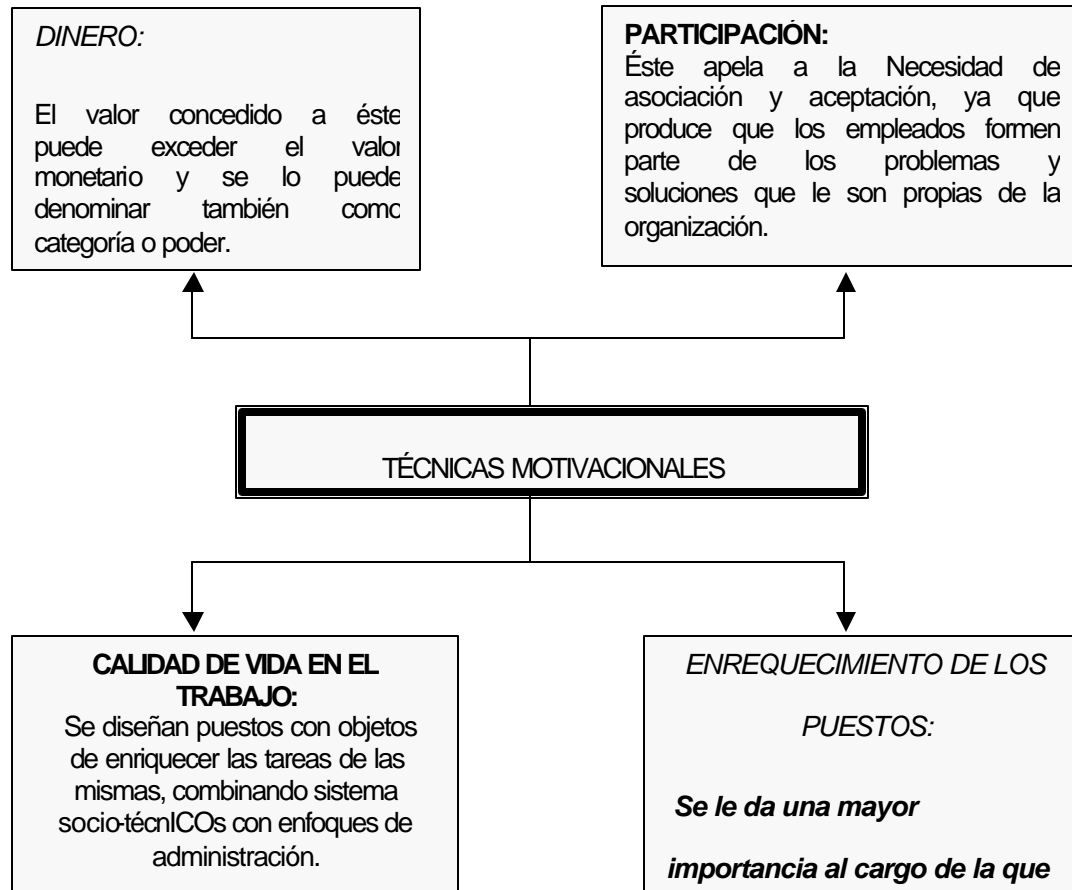 DINERO:
El valor concedido a éste
puede exceder el valor
monetario y se lo puede
denominar también como
categoría o poder.
PARTICIPACIÓN:
Éste apela a la Necesidad de
asociación y aceptación, ya que
produce que los empleados formen
parte de los problemas y
soluciones que le son propias de la
organización.
TÉCNICAS MOTIVACIONALES
CALIDAD DE VIDA EN EL
TRABAJO:
Se diseñan puestos con objetos
de enriquecer las tareas de las
mismas, combinando sistema
socio-técnICOs con enfoques de
administración.
ENREQUECIMIENTO DE LOS
PUESTOS:
Se le da una mayor
importancia al cargo de la que